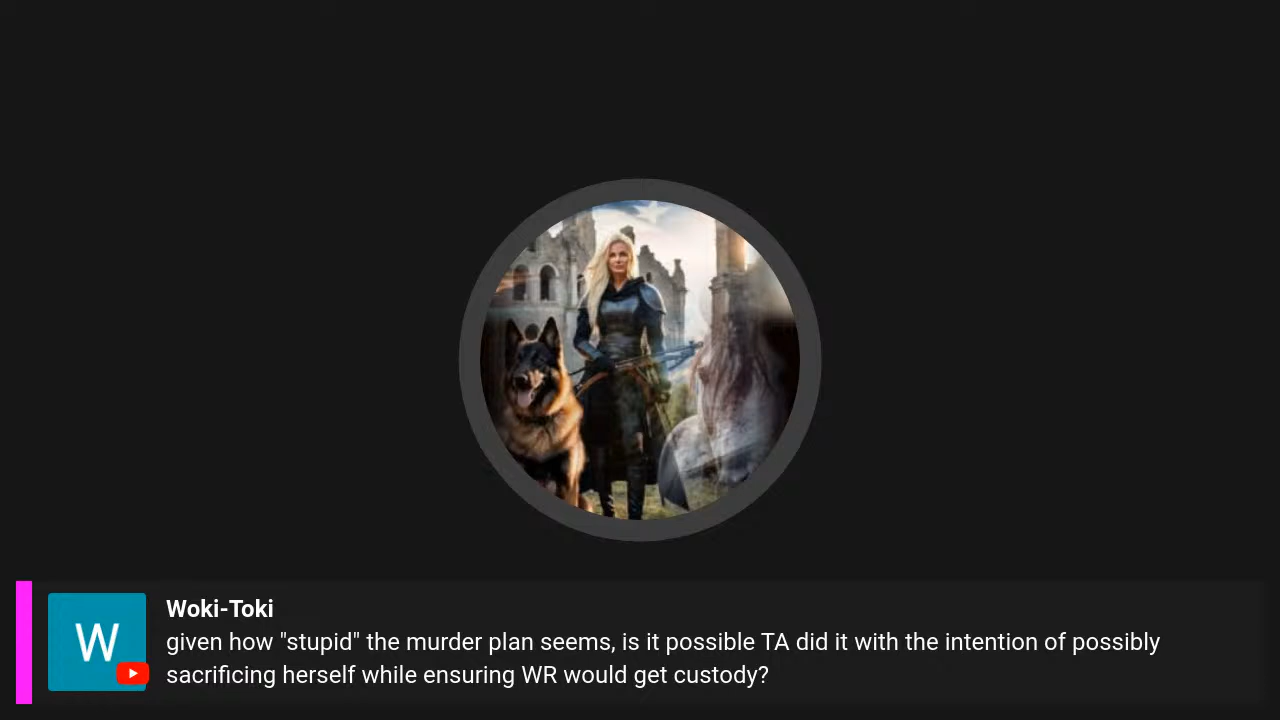 W
Woki-Toki
given how "stupid" the murder plan seems, is it possible TA did it with the intention of possibly
sacrificing herself while ensuring WR would get custody?